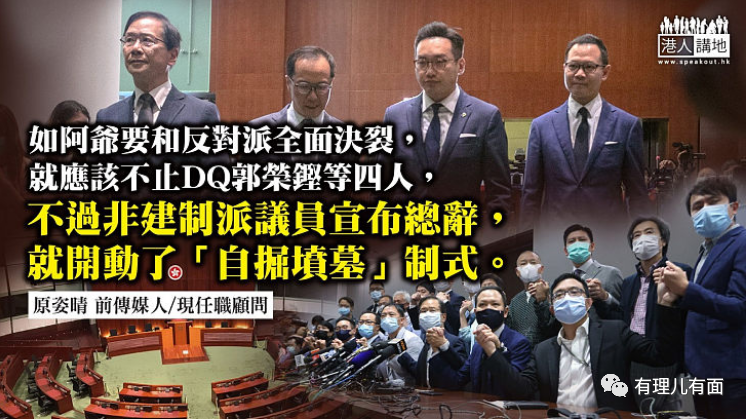 港人講地
www.speakout.hk
如阿爺要和反對派全面決裂，
就應該不止DQ郭榮鏗等四人，
不過非建制派議員宣布總辭，
就開動了「自掘墳墓」制式。
原姿晴 前傳媒人/現任職顧問
有理儿有面